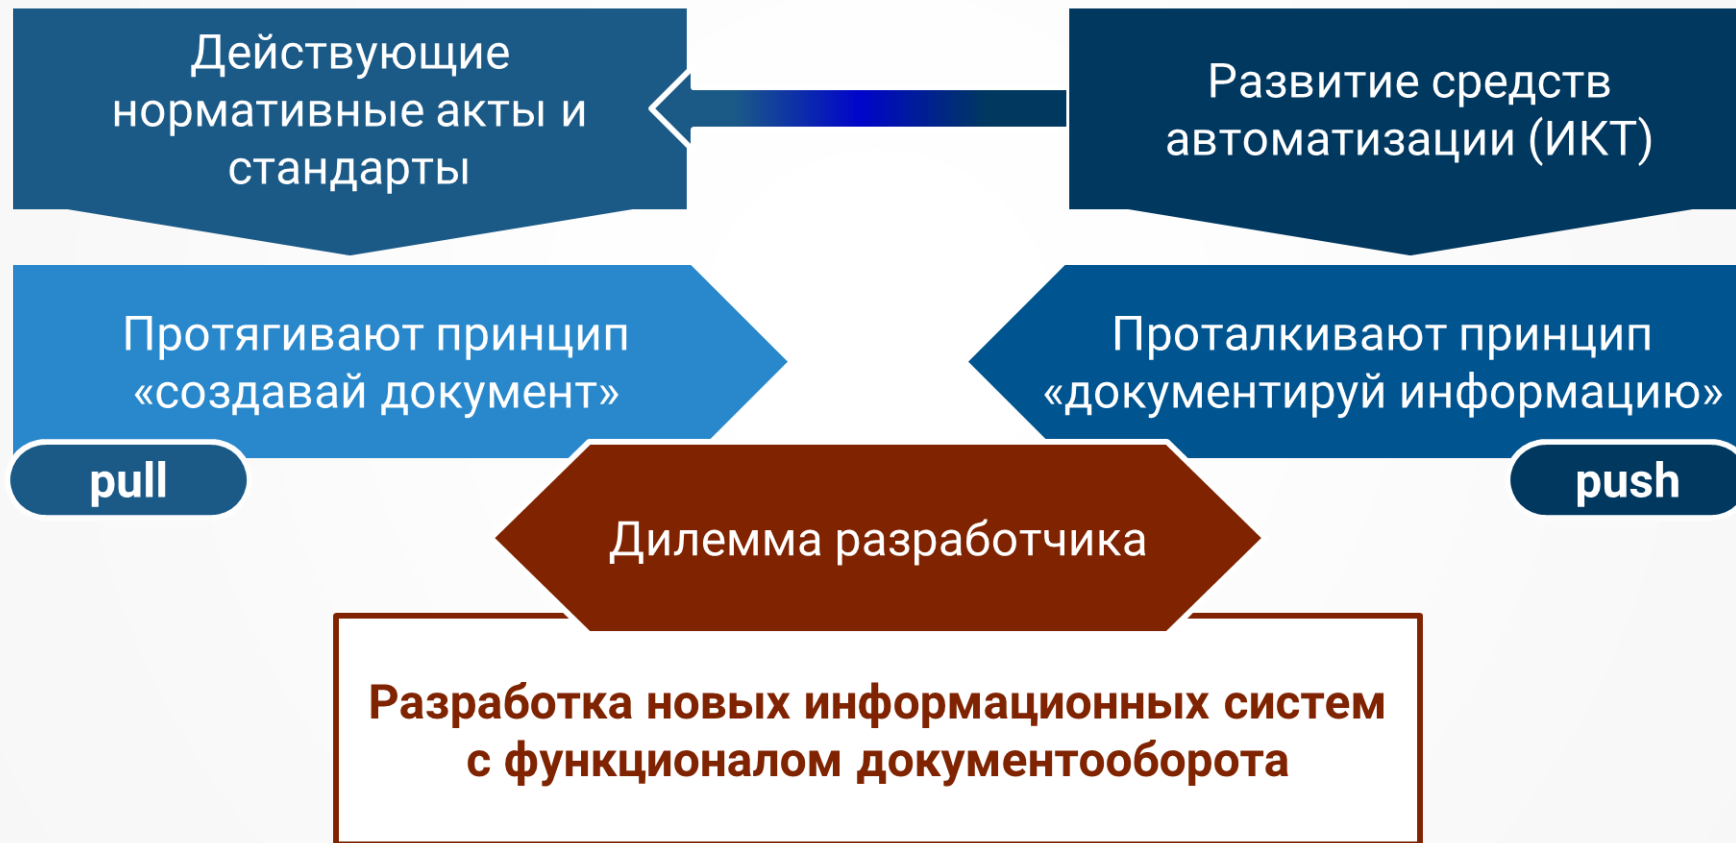 Действующие
нормативные акты и
стандарты
Развитие средств
автоматизации (ИКТ)
Протягивают принцип
«создавай документ»
Проталкивают принцип
«документируй информацию»
pull
push
Дилемма разработчика
Разработка новых информационных систем
с функционалом документооборота